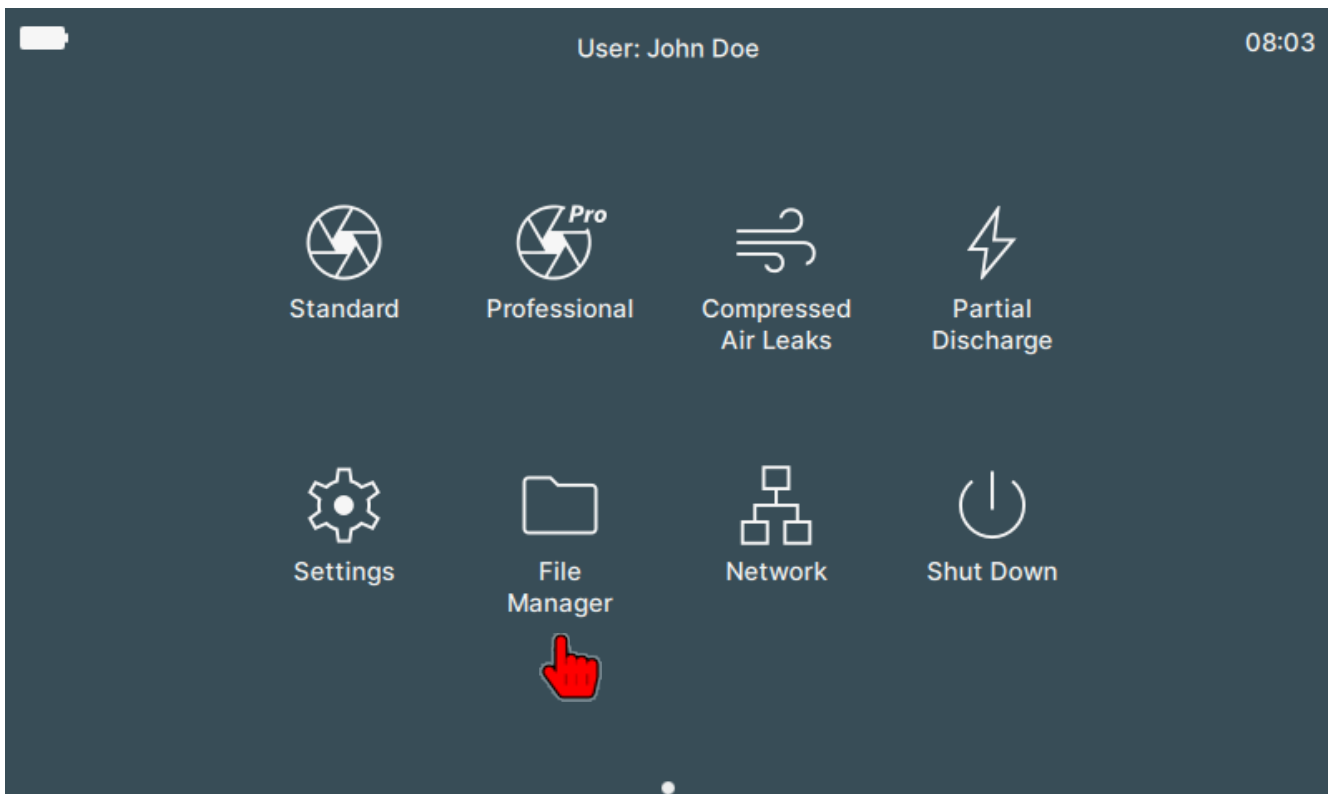 User: John Doe
08:03
Pro
Standard
Professional
Compressed
Air Leaks
Partial
Discharge
Settings
File
Manager
Network
Shut Down